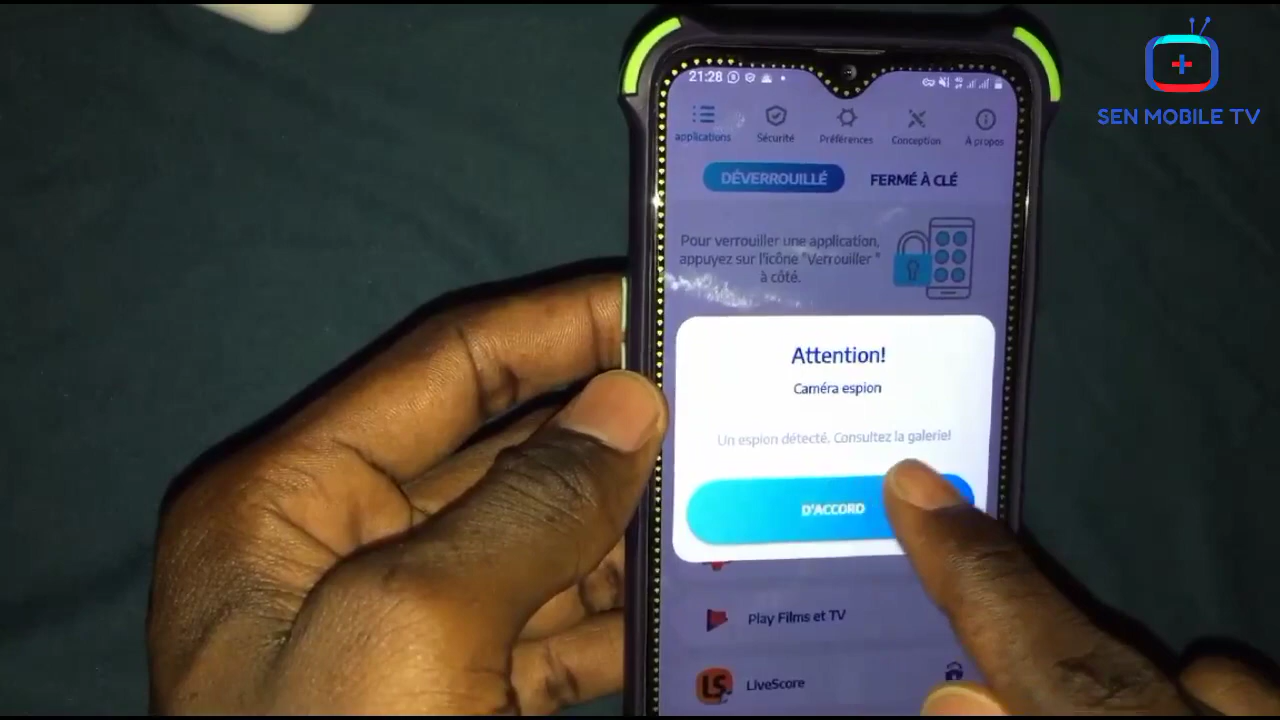 SEN MOBILE TV
21:28
applications
Sécurité
Préférences
Conception
À propos
DÉVERROUILLÉ
FERMÉ À CLÉ
Pour verrouiller une application,
appuyez sur l'icône "Verrouiller "
à côté.
Attention!
Caméra espion
Un espion détecté. Consultez la galerie!
D'ACCORD
Play Films et TV
LS
LiveScore